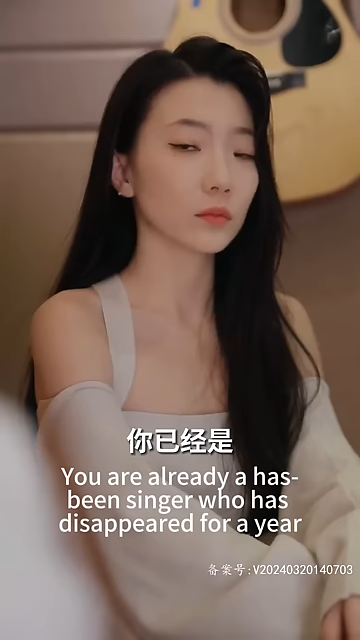 你已经是
You are already a has-
been singer who has
disappeared for a year
备案号:V20240320140703